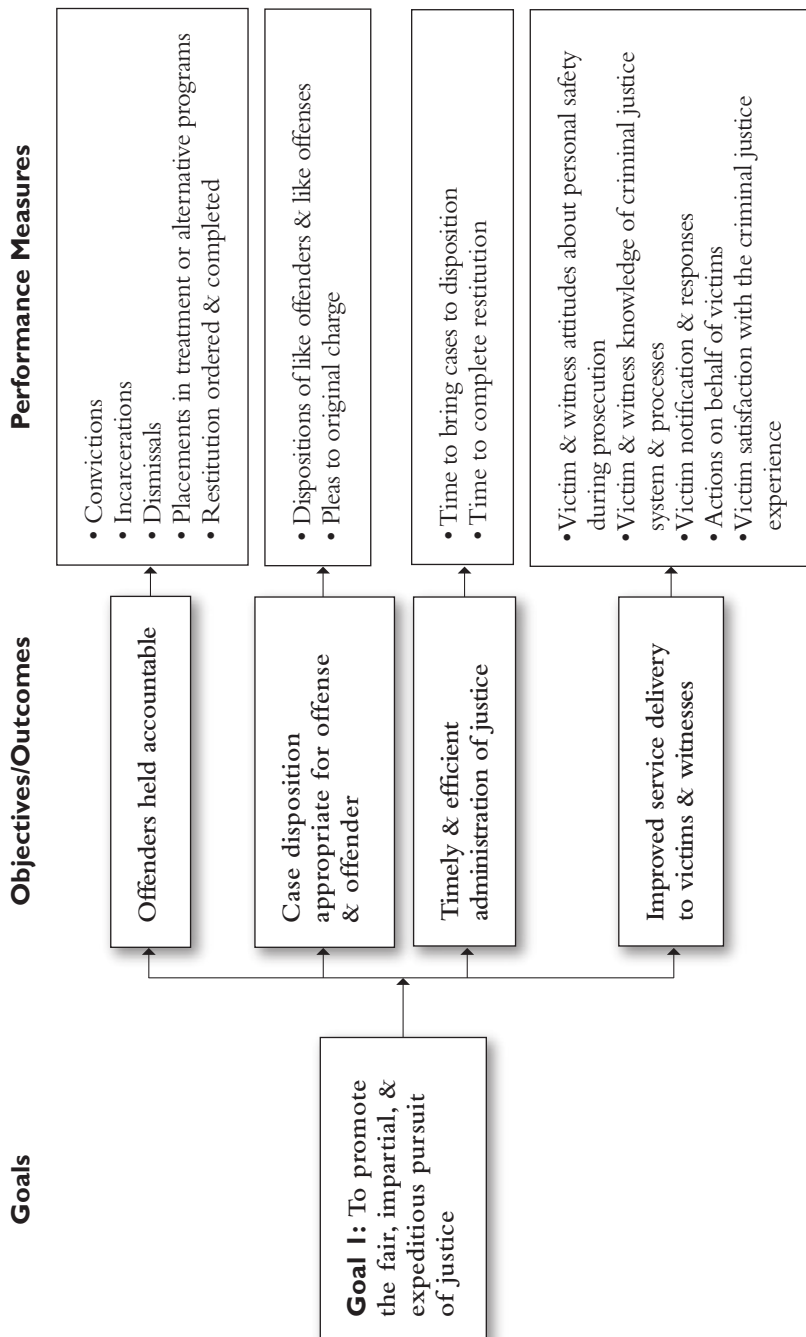 Goals
Objectives/Outcomes
Performance Measures
Goal 1: To promote
the fair, impartial, &
expeditious pursuit
of justice
Offenders held accountable
• Convictions
• Incarcerations
• Dismissals
• Placements in treatment or alternative programs
• Restitution ordered & completed
Case disposition
appropriate for offense
& offender
• Dispositions of like offenders & like offenses
• Pleas to original charge
Timely & efficient
administration of justice
• Time to bring cases to disposition
• Time to complete restitution
Improved service delivery
to victims & witnesses
• Victim & witness attitudes about personal safety
during prosecution
• Victim & witness knowledge of criminal justice
system & processes
• Victim notification & responses
• Actions on behalf of victims
• Victim satisfaction with the criminal justice
experience